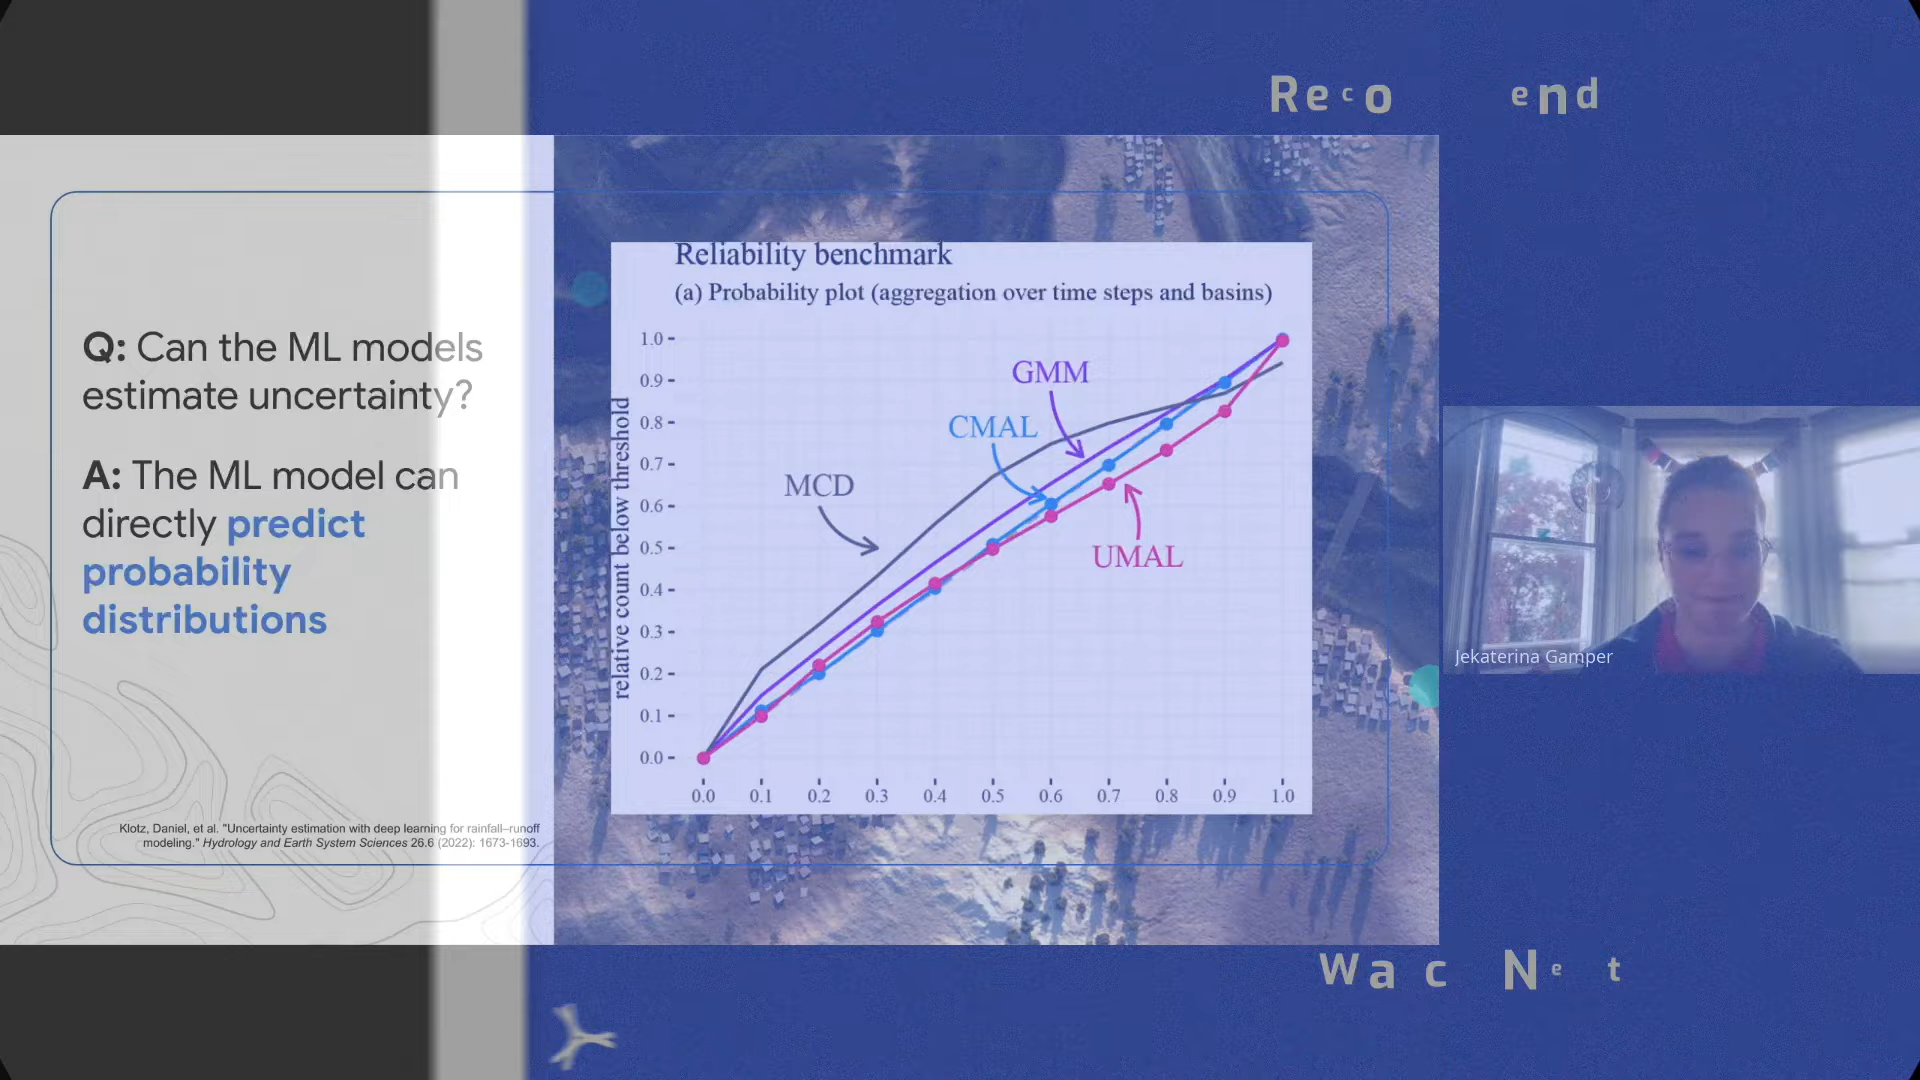 Re c o end
Q: Can the ML models
estimate uncertainty?
A: The ML model can
directly predict
probability
distributions
Klotz, Daniel, et al. "Uncertainty estimation with deep learning for rainfall–runoff
modeling." Hydrology and Earth System Sciences 26.6 (2022): 1673-1693.
Reliability benchmark
(a) Probability plot (aggregation over time steps and basins)
relative count below threshold
1.0
0.9
0.8
0.7
0.6
0.5
0.4
0.3
0.2
0.1
0.0
GMM
CMAL
MCD
UMAL
0.0 0.1 0.2 0.3 0.4 0.5 0.6 0.7 0.8 0.9 1.0
Jekaterina Gamper
Wa c Ne t